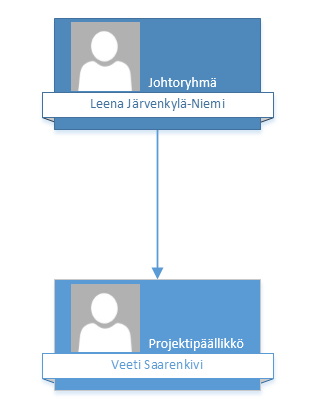 Johtoryhmä
Leena Järvenkylä-Niemi
Projektipäällikkö
Veeti Saarenkivi